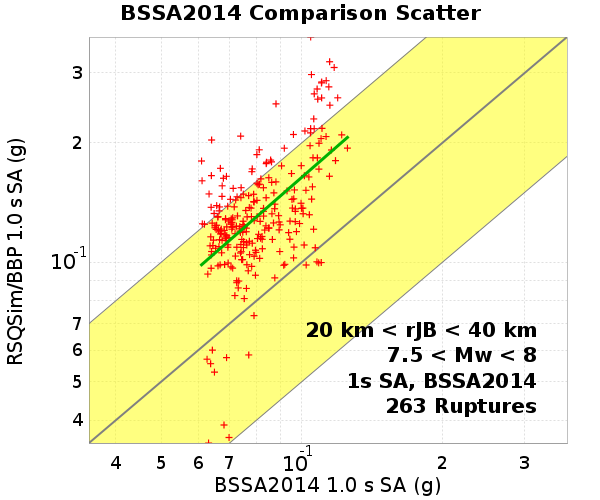 BSSA2014 Comparison Scatter
RSQSim/BBP 1.0 s SA (g)
3
2
10-1
7
6
5
4
20 km < rJB < 40 km
7.5 < Mw < 8
1s SA, BSSA2014
263 Ruptures
4 5 6 7 10-1 2 3
BSSA2014 1.0 s SA (g)